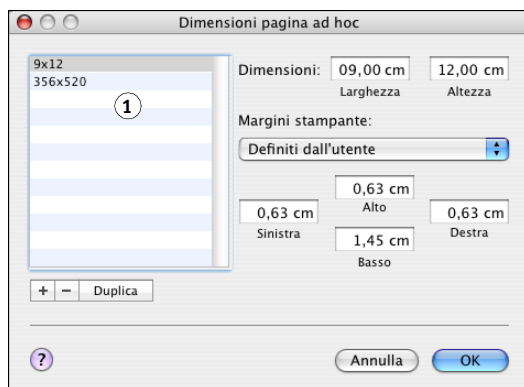 Dimensioni pagina ad hoc
9x12
356x520
1
Dimensioni: 09,00 cm 12,00 cm
Larghezza Altezza
Margini stampante:
Definiti dall'utente
0,63 cm
Alto
0,63 cm 0,63 cm
Sinistra Destra
1,45 cm
Basso
+ − Duplica
? Annulla OK